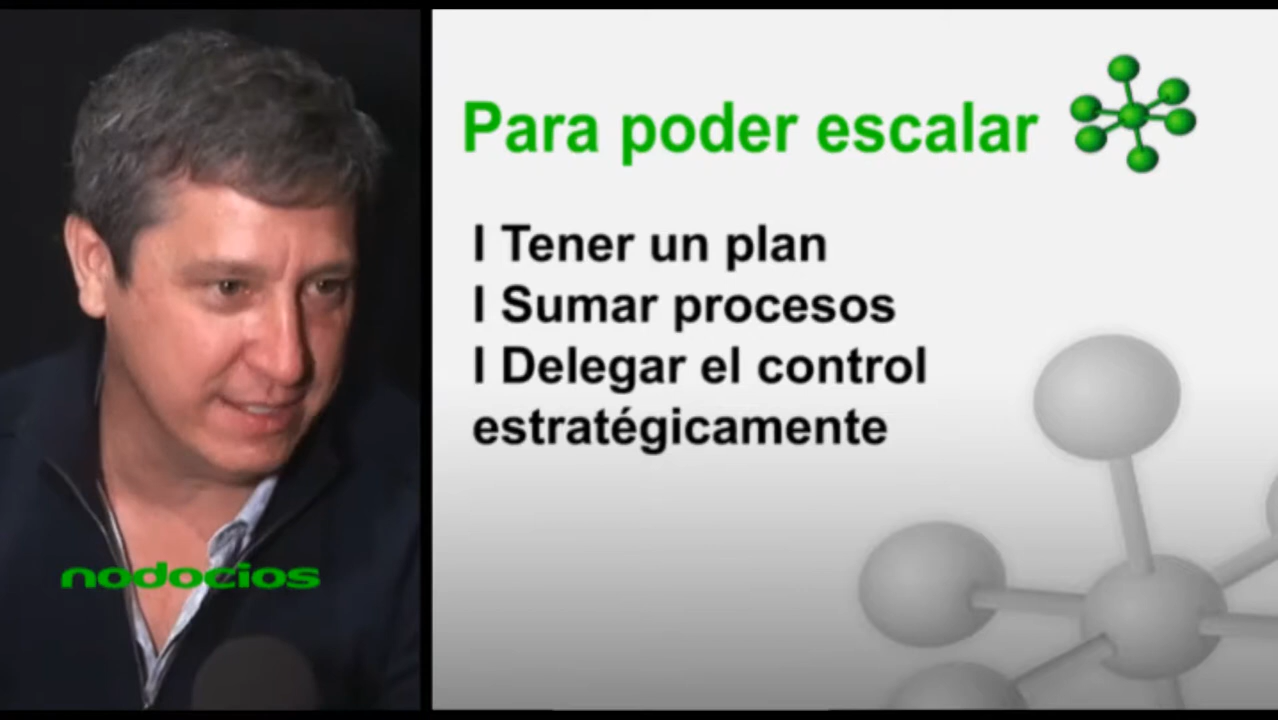 Para poder escalar
I Tener un plan
I Sumar procesos
I Delegar el control
estratégicamente
nodocios